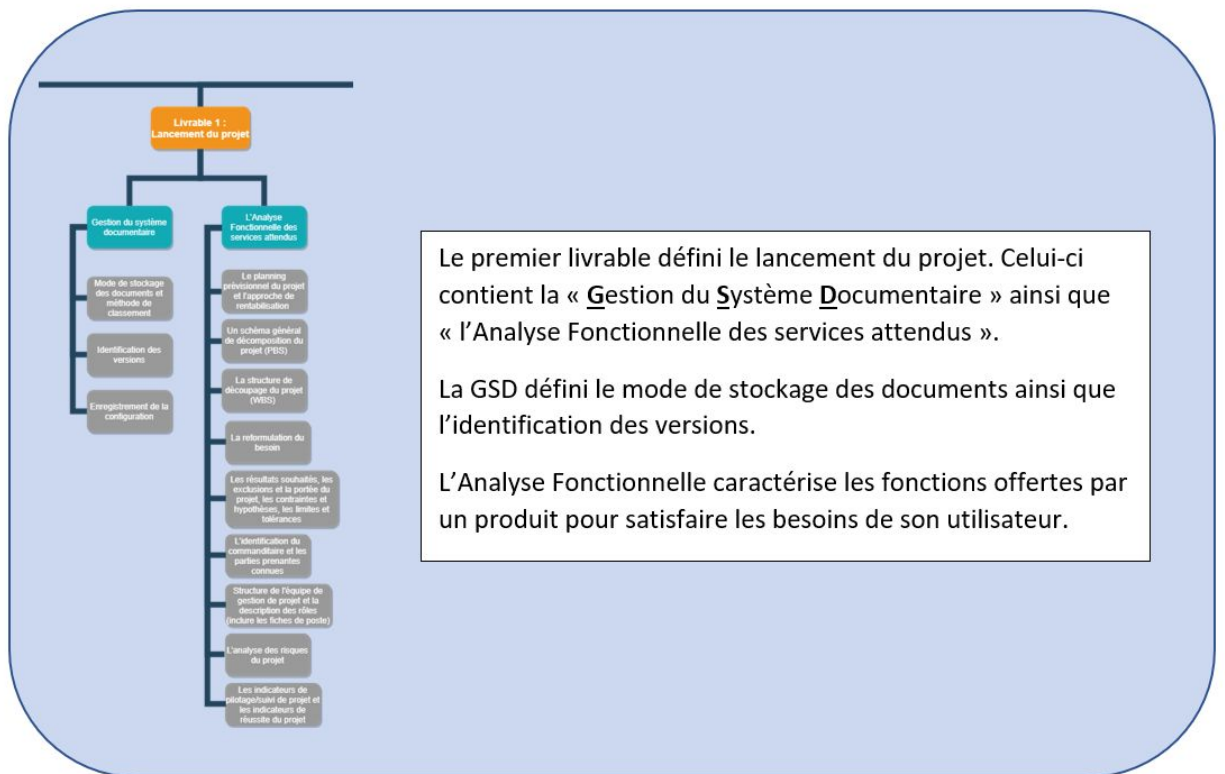 Livrable 1 :
Lancement du projet
Gestion du système
documentaire
Mode de stockage
des documents et
méthode de
classement
Identification des
versions
Enregistrement de la
configuration
L'Analyse
Fonctionnelle des
services attendus
Le planning
prévisionnel du projet
et l'approche de
rentabilisation
Un schéma général
de décomposition du
projet (PBS)
La structure de
découpage du projet
(WBS)
La reformulation du
besoin
Les résultats souhaités, les
exclusions et la portée du
projet, les contraintes et
hypothèses, les limites et
tolérances
L'identification du
commanditaire et les
parties prenantes
connues
Structure de l'équipe de
gestion de projet et la
description des rôles
(inclure les fiches de poste)
L'analyse des risques
du projet
Les indicateurs de
pilotage/suivi de projet et
les indicateurs de
réussite du projet
Le premier livrable défini le lancement du projet. Celui-ci
contient la « Gestion du Système Documentaire » ainsi que
« l'Analyse Fonctionnelle des services attendus ».
La GSD défini le mode de stockage des documents ainsi que
l'identification des versions.
L'Analyse Fonctionnelle caractérise les fonctions offertes par
un produit pour satisfaire les besoins de son utilisateur.